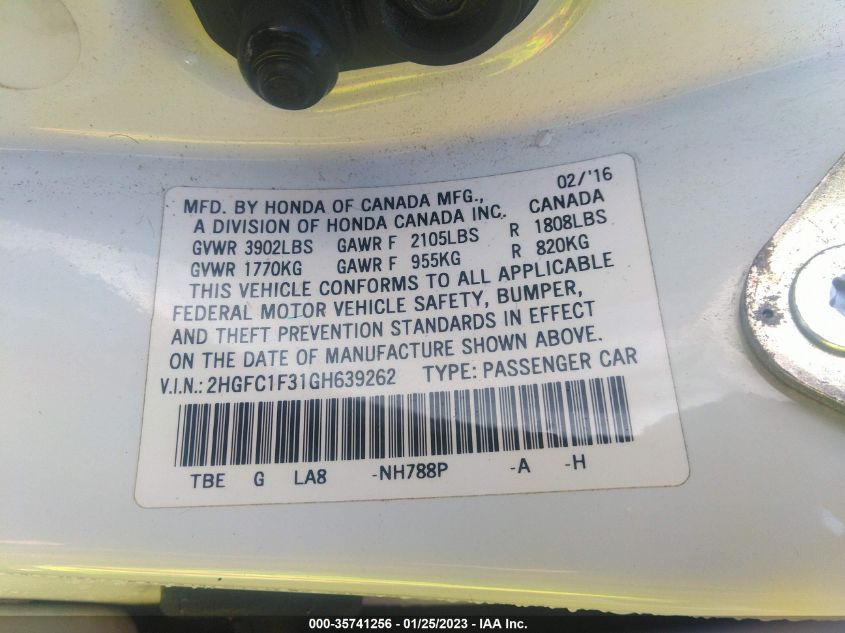 02/'16
MFD. BY HONDA OF CANADA MFG.,
A DIVISION OF HONDA CANADA INC. CANADA
GVWR 3902LBS GAWR F 2105LBS R 1808LBS
GVWR 1770KG GAWR F 955KG R 820KG
THIS VEHICLE CONFORMS TO ALL APPLICABLE
FEDERAL MOTOR VEHICLE SAFETY, BUMPER,
AND THEFT PREVENTION STANDARDS IN EFFECT
ON THE DATE OF MANUFACTURE SHOWN ABOVE.
V.I.N.: 2HGFC1F31GH639262 TYPE: PASSENGER CAR
TBE G LA8 -NH788P -A -H
000-35741256 — 01/25/2023 - IAA Inc.